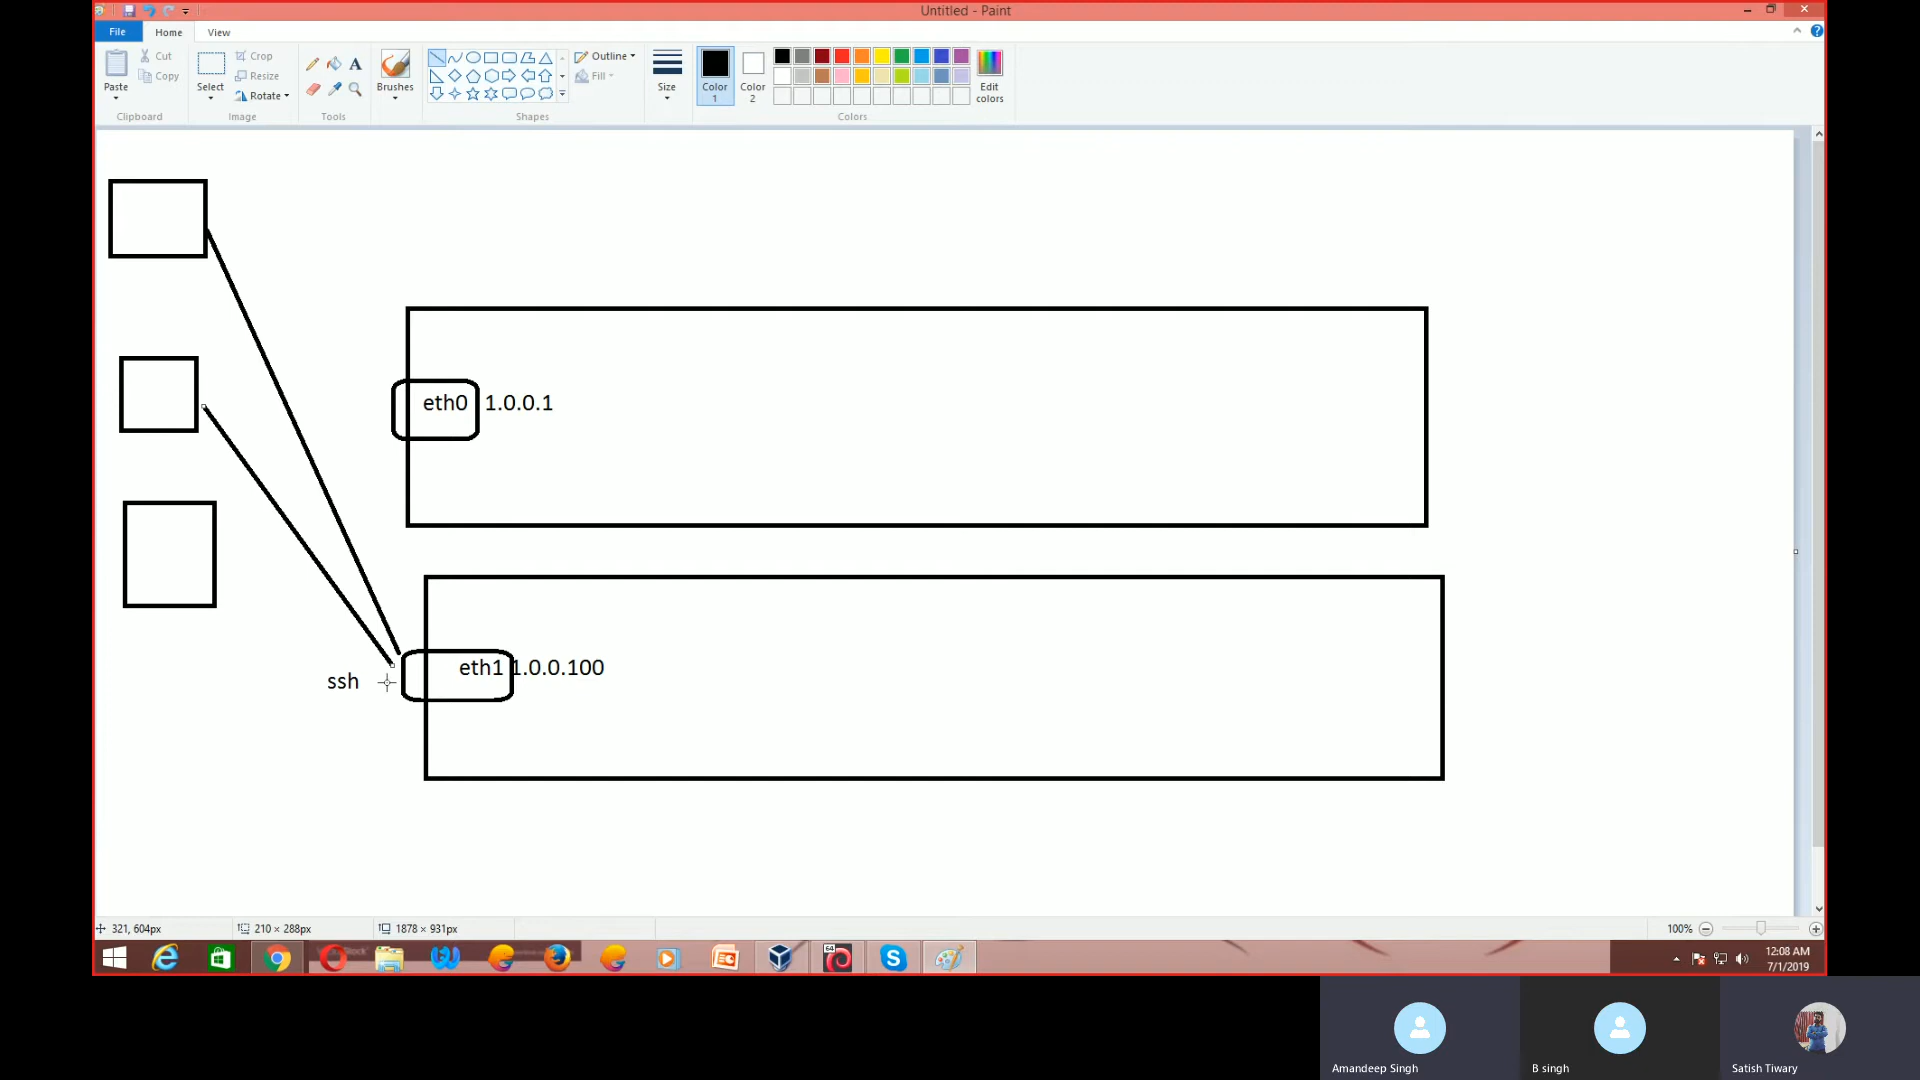 Untitled - Paint
File
Home
View
Paste
Cut
Copy
Clipboard
Select
Crop
Resize
Rotate
Image
Tools
Brushes
Shapes
Outline
Fill
Size
Color
1
Color
2
Edit
colors
Colors
eth0
1.0.0.1
eth1 1.0.0.100
ssh
321, 604px
210 × 288px
1878 × 931px
100%
64
12:08 AM
7/1/2019
Amandeep Singh
B singh
Satish Tiwary